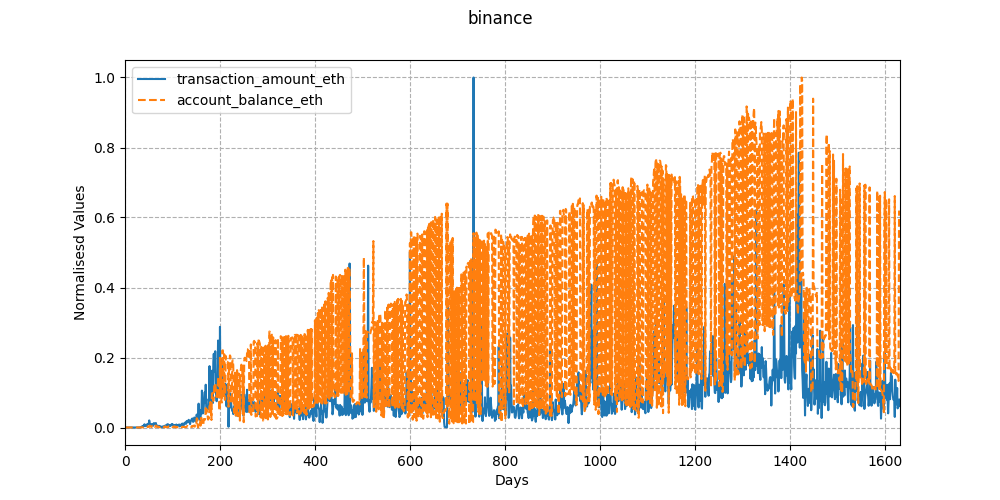 binance
transaction_amount_eth
account_balance_eth
1.0
0.8
0.6
0.4
0.2
0.0
Normalisesd Values
0 200 400 600 800 1000 1200 1400 1600
Days